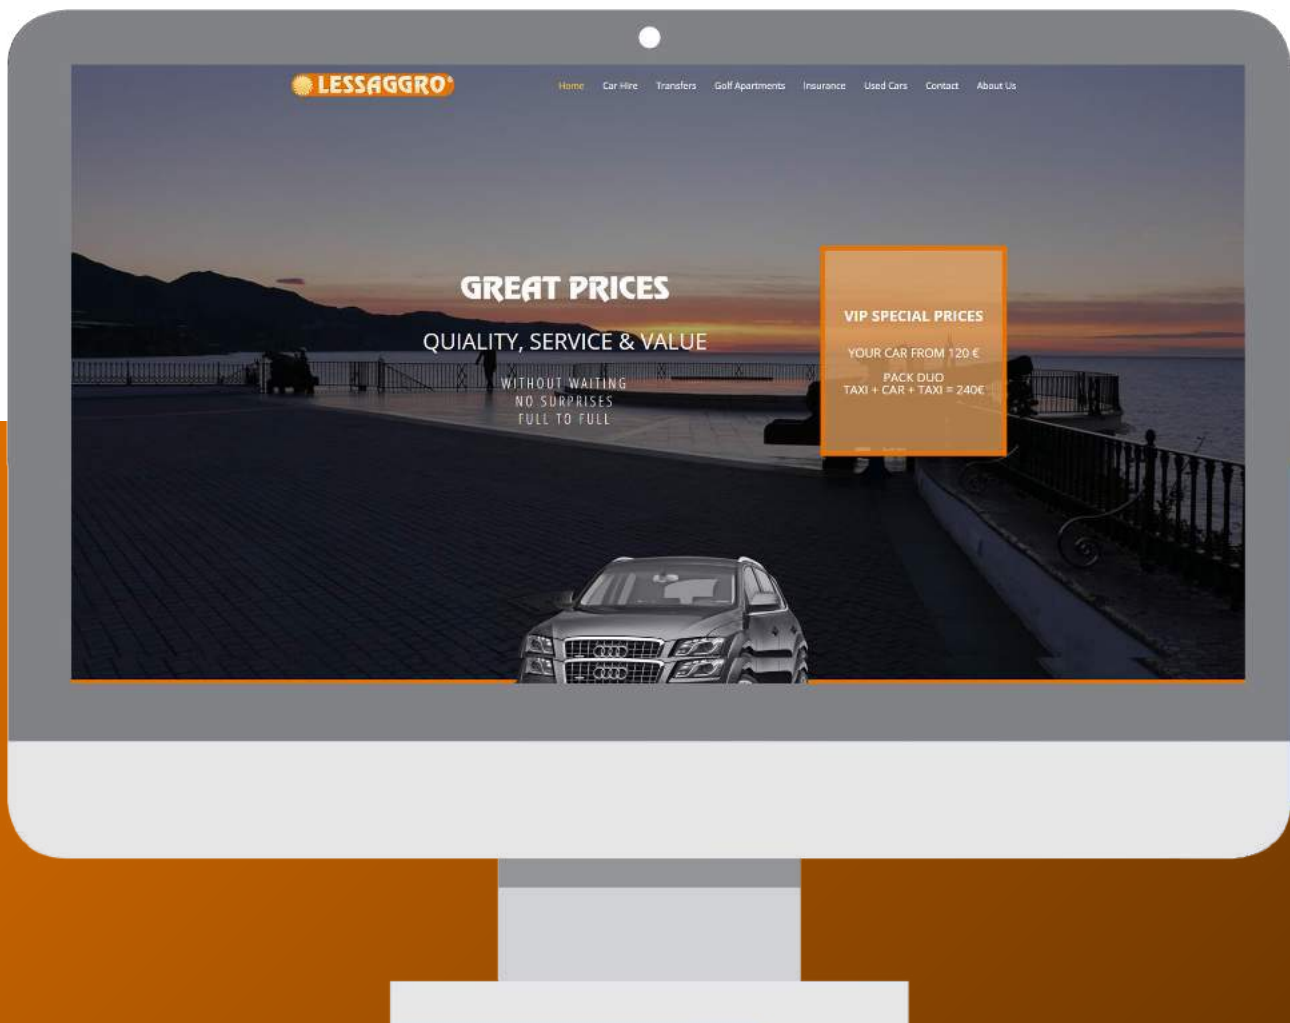 LESSAGGRO®
Home Car Hire Transfers Golf Apartments Insurance Used Cars Contact About Us
GREAT PRICES
QUIALITY, SERVICE & VALUE
WITHOUT WAITING
NO SURPRISES
FULL TO FULL
VIP SPECIAL PRICES
YOUR CAR FROM 120 €
PACK DUO
TAXI + CAR + TAXI = 240€